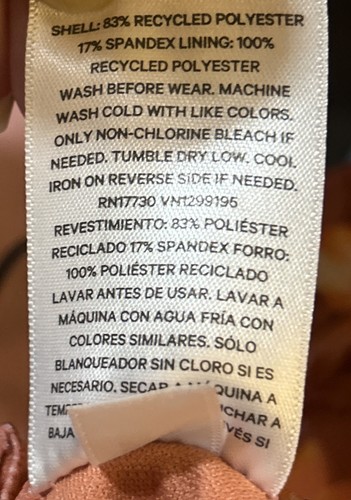 SHELL: 83% RECYCLED POLYESTER
17% SPANDEX LINING: 100%
RECYCLED POLYESTER
WASH BEFORE WEAR. MACHINE
WASH COLD WITH LIKE COLORS.
ONLY NON-CHLORINE BLEACH IF
NEEDED. TUMBLE DRY LOW. COOL
IRON ON REVERSE SIDE IF NEEDED.
RN17730 VN1299195
REVESTIMIENTO: 83% POLIÉSTER
RECICLADO 17% SPANDEX FORRO:
100% POLIÉSTER RECICLADO
LAVAR ANTES DE USAR. LAVAR A
MÁQUINA CON AGUA FRÍA CON
COLORES SIMILARES. SÓLO
BLANQUEADOR SIN CLORO SI ES
NECESARIO. SECAR A MÁQUINA A
BAJA SI